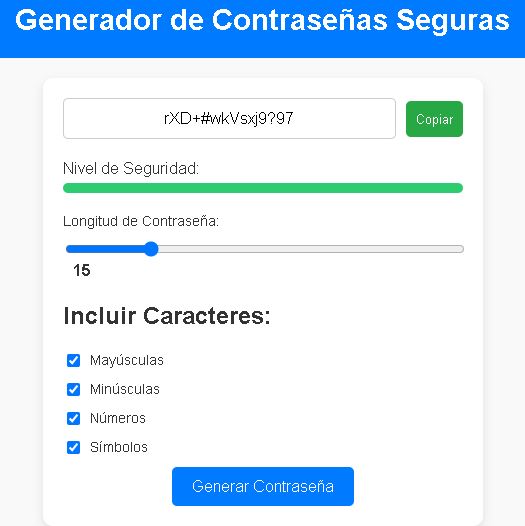 Generador de Contraseñas Seguras
rXD+#wkVsxj9?97
Copiar
Nivel de Seguridad:
Longitud de Contraseña:
15
Incluir Caracteres:
Mayúsculas
Minúsculas
Números
Símbolos
Generar Contraseña